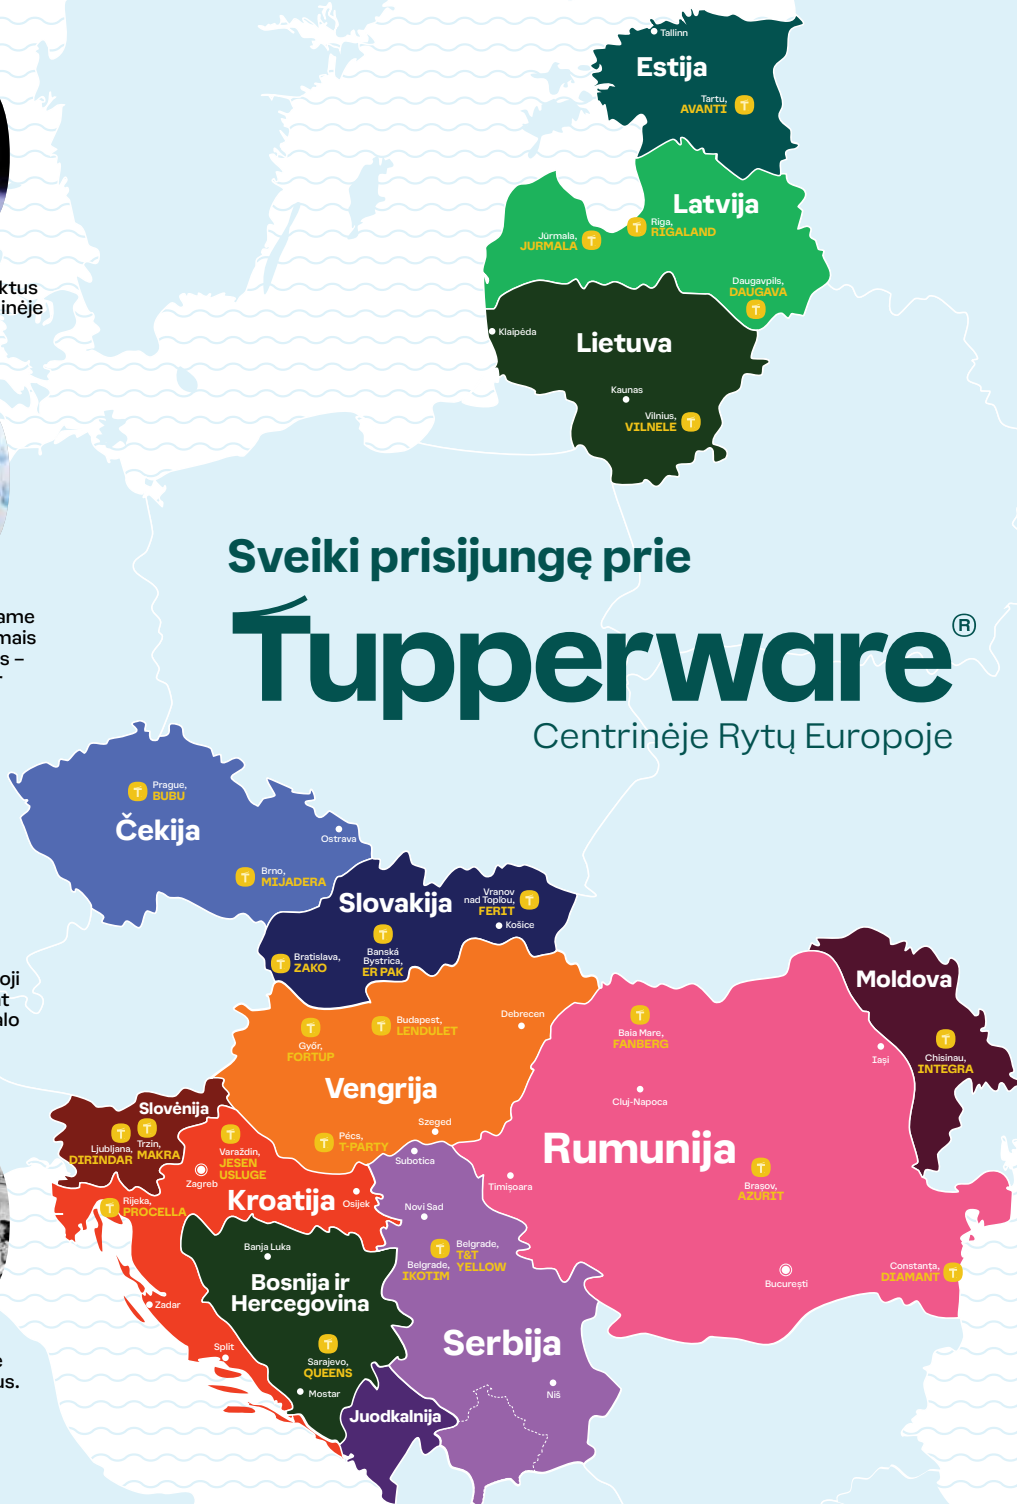 Tallinn
Estija
Tartu,
AVANTI
Latvija
Riga,
RIGALAND
Jūrmala,
JURMALA
Daugavpils,
DAUGAVA
ktus
inėje
Klaipėda
Lietuva
Kaunas
Vilnius,
VILNELE
Sveiki prisijungę prie
Tupperware®
Centrinėje Rytų Europoje
ame
mais
s –
Prague,
BUBU
Čekija
Ostrava
Brno,
MIJADERA
Slovakija
Vranov
nad Topľou,
FERIT
Košice
Banská
Bystrica,
ER PAK
Bratislava,
ZAKO
oji
at
alo
Moldova
Chisinau,
INTEGRA
Debrecen
Budapest,
LENDULET
Győr,
FORTUP
Vengrija
Szeged
Pécs,
T-PARTY
Baia Mare,
FANBERG
Iași
Cluj-Napoca
Rumunija
Brașov,
AZURIT
Timișoara
Constanța,
DIAMANT
București
Slovėnija
Ljubljana,
DIRINDAR
Trzin,
MAKRA
Varaždin,
JESEN
USLUGE
Zagreb
Rijeka,
PROCELLA
Kroatija
Osijek
Zadar
Split
Subotica
Novi Sad
Belgrade,
T&T
YELLOW
Belgrade,
IKOTIM
Serbija
Niš
Banja Luka
Bosnija ir
Hercegovina
Sarajevo,
QUEENS
Mostar
Juodkalnija
e
us.